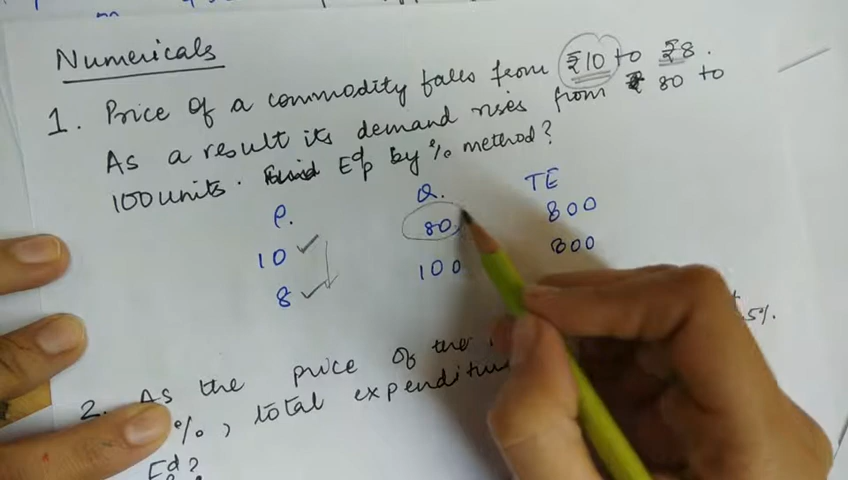 Numericals
1. Price of a commodity falls from ₹10 to ₹8.
As a result its demand rises from 80 to
100 units. Find Edp by % method?
P. Q. TE
10 80 800
8 100 800
5%.
2. As the price of the
%, total expenditu
Ed?